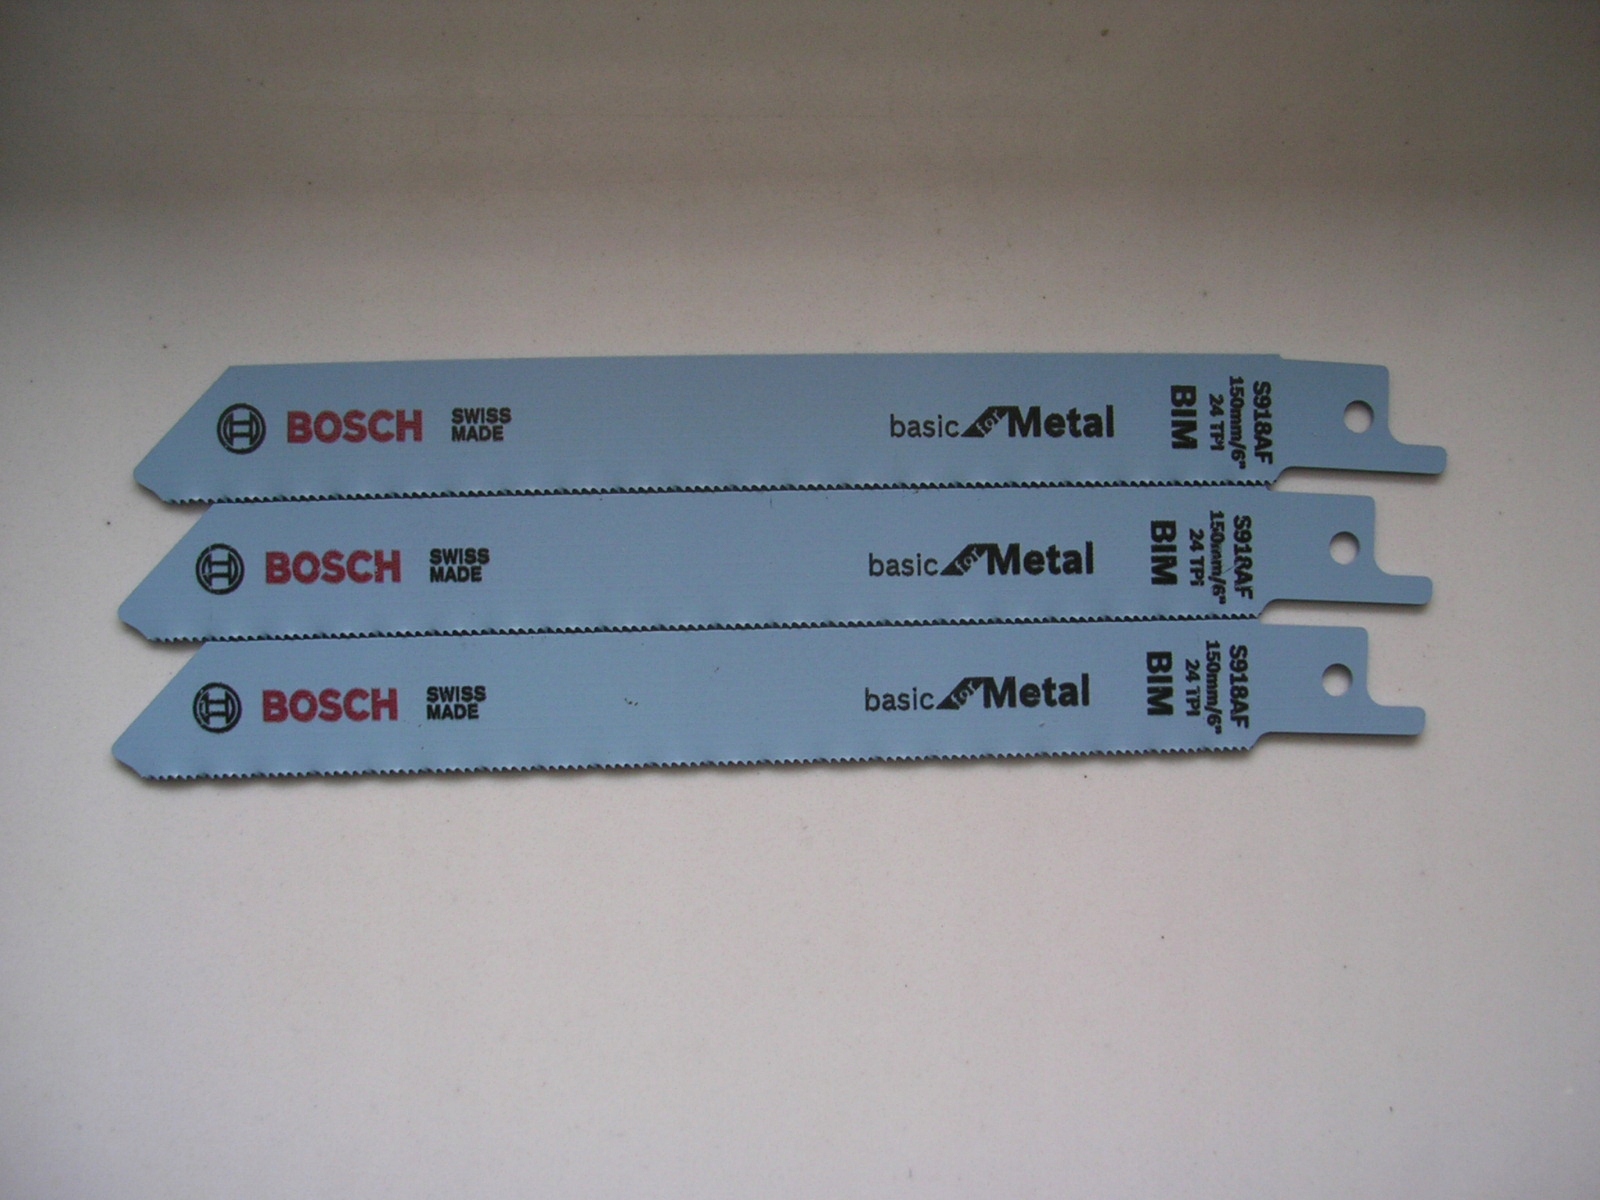 BOSCH
SWISS
MADE
basic for Metal
BIM
24 TPI
150mm/6"
S918AF
BOSCH
SWISS
MADE
basic for Metal
BIM
24 TPI
150mm/6"
S918AF
BOSCH
SWISS
MADE
basic for Metal
BIM
24 TPI
150mm/6"
S918AF